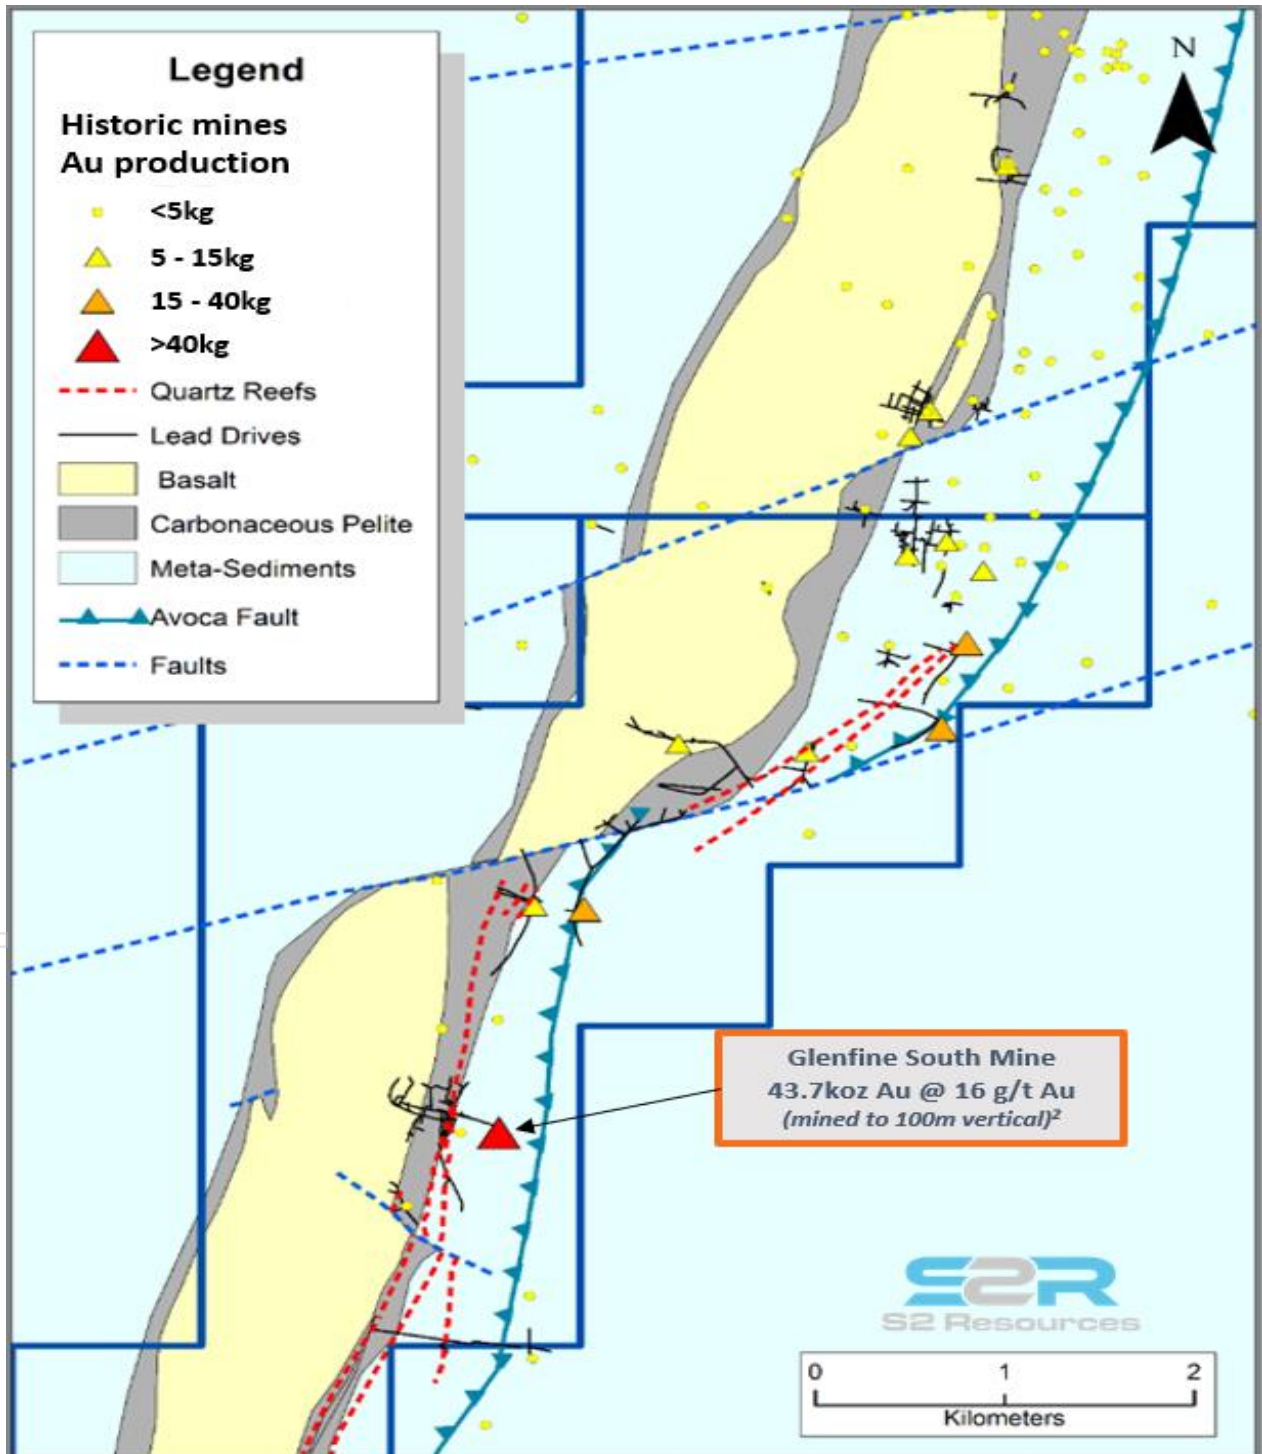 Legend
Historic mines
Au production
<5kg
5 - 15kg
15 - 40kg
>40kg
Quartz Reefs
Lead Drives
Basalt
Carbonaceous Pelite
Meta-Sediments
Avoca Fault
Faults
N
Glenfine South Mine
43.7koz Au @ 16 g/t Au
(mined to 100m vertical)²
S2R
S2 Resources
0 1 2
Kilometers